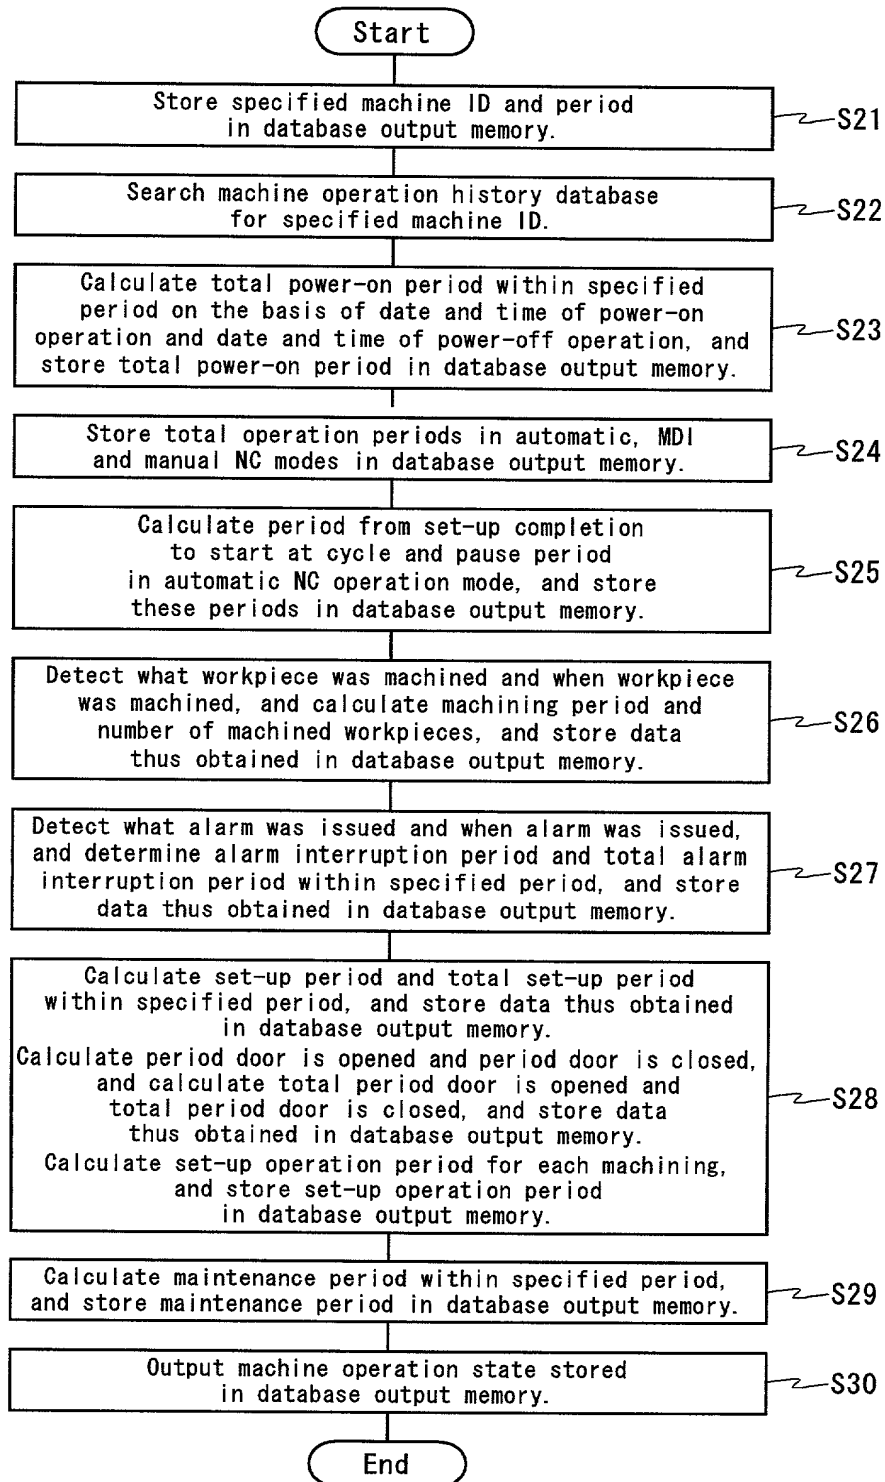 Start
Store specified machine ID and period
in database output memory.
S21
Search machine operation history database
for specified machine ID.
S22
Calculate total power-on period within specified
period on the basis of date and time of power-on
operation and date and time of power-off operation, and
store total power-on period in database output memory.
S23
Store total operation periods in automatic, MDI
and manual NC modes in database output memory.
S24
Calculate period from set-up completion
to start at cycle and pause period
in automatic NC operation mode, and store
these periods in database output memory.
S25
Detect what workpiece was machined and when workpiece
was machined, and calculate machining period and
number of machined workpieces, and store data
thus obtained in database output memory.
S26
Detect what alarm was issued and when alarm was issued,
and determine alarm interruption period and total alarm
interruption period within specified period, and store
data thus obtained in database output memory.
S27
Calculate set-up period and total set-up period
within specified period, and store data thus obtained
in database output memory.
Calculate period door is opened and period door is closed,
and calculate total period door is opened and
total period door is closed, and store data
thus obtained in database output memory.
Calculate set-up operation period for each machining,
and store set-up operation period
in database output memory.
S28
Calculate maintenance period within specified period,
and store maintenance period in database output memory.
S29
Output machine operation state stored
in database output memory.
S30
End